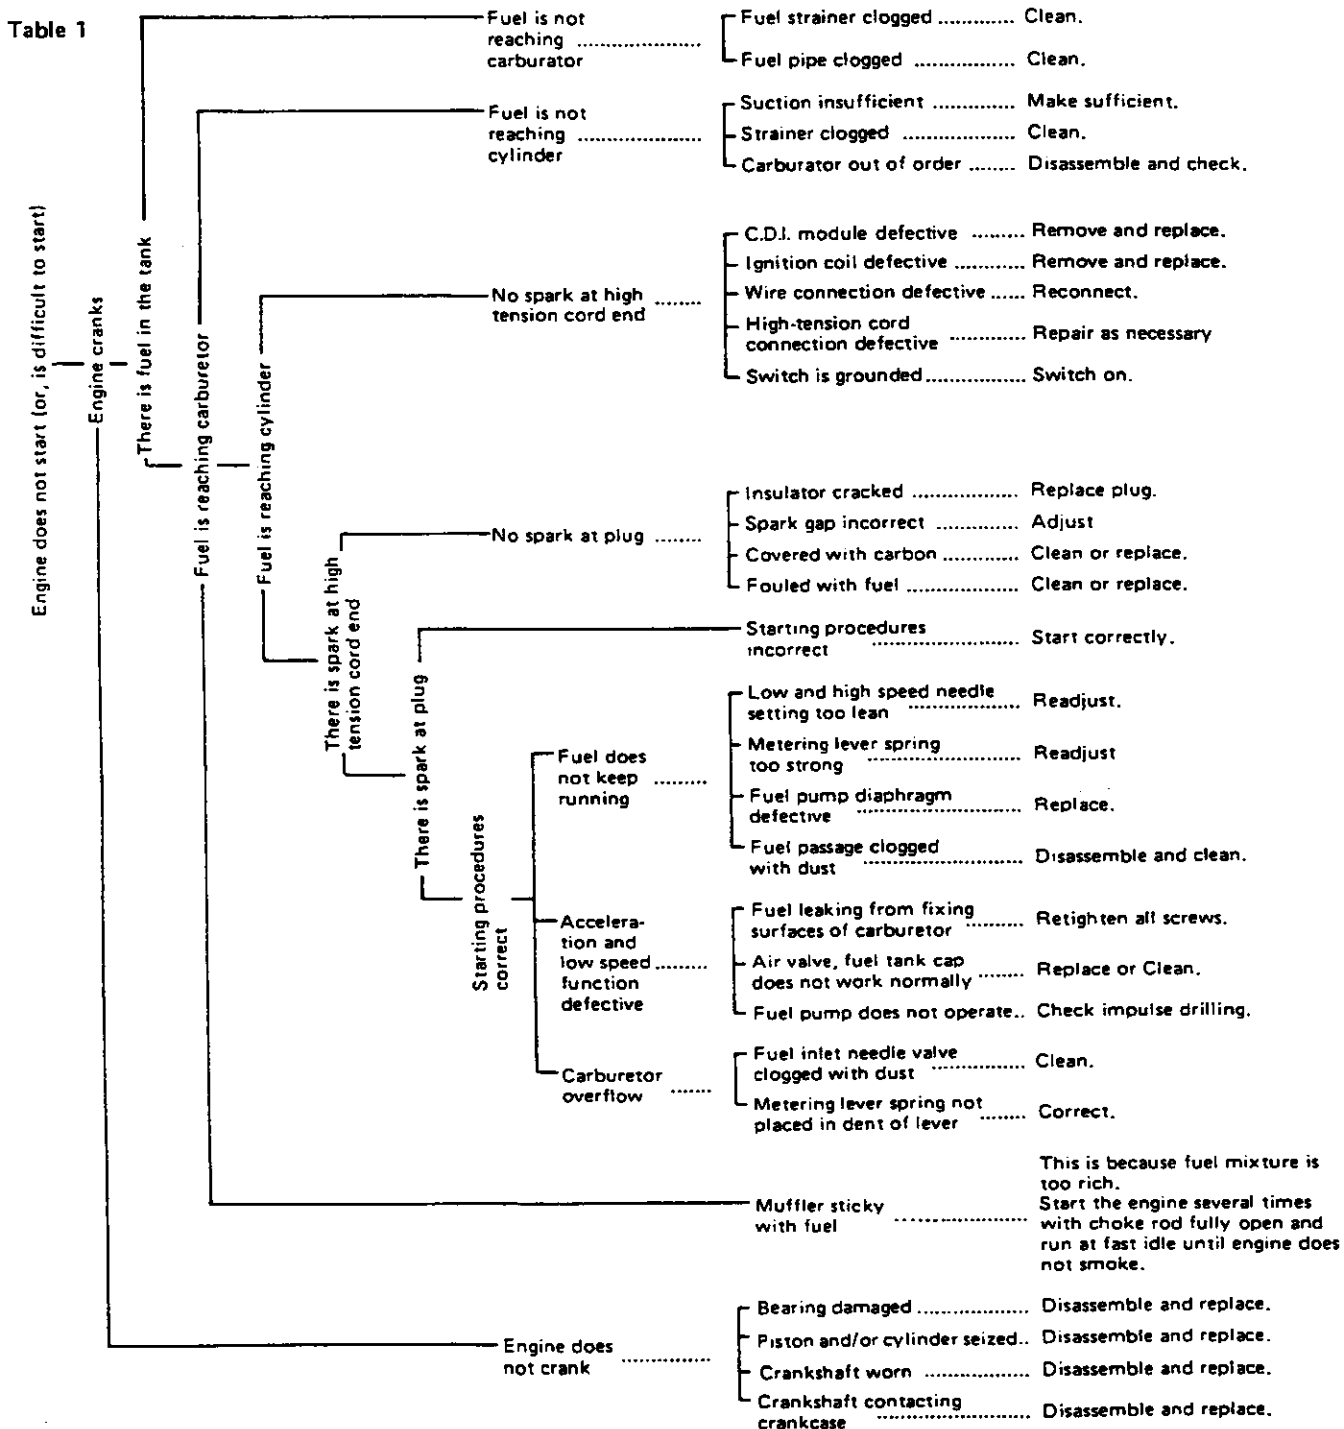 Table 1
Engine does not start (or, is difficult to start)
Engine cranks
There is fuel in the tank
Fuel is reaching carburetor
Fuel is reaching cylinder
There is spark at high
tension cord end
There is spark at plug
Starting procedures
correct
Fuel is not
reaching
carburator
Fuel strainer clogged ............. Clean.
Fuel pipe clogged ................ Clean.
Fuel is not
reaching
cylinder
Suction insufficient ............. Make sufficient.
Strainer clogged .................. Clean.
Carburator out of order ........ Disassemble and check.
No spark at high
tension cord end
C.D.I. module defective ......... Remove and replace.
Ignition coil defective ............ Remove and replace.
Wire connection defective ...... Reconnect.
High-tension cord
connection defective ............ Repair as necessary
Switch is grounded ................ Switch on.
No spark at plug ........
Insulator cracked .................. Replace plug.
Spark gap incorrect ............... Adjust
Covered with carbon ............. Clean or replace.
Fouled with fuel ................... Clean or replace.
Starting procedures
incorrect ..................... Start correctly.
Fuel does
not keep
running
Low and high speed needle
setting too lean ................. Readjust.
Metering lever spring
too strong ..................... Readjust
Fuel pump diaphragm
defective ....................... Replace.
Fuel passage clogged
with dust ..................... Disassemble and clean.
Accelera-
tion and
low speed .........
function
defective
Fuel leaking from fixing
surfaces of carburetor ......... Retighten all screws.
Air valve, fuel tank cap
does not work normally ........ Replace or Clean.
Fuel pump does not operate.. Check impulse drilling.
Carburetor
overflow
Fuel inlet needle valve
clogged with dust .............. Clean.
Metering lever spring not
placed in dent of lever ........ Correct.
Muffler sticky
with fuel
This is because fuel mixture is
too rich.
Start the engine several times
with choke rod fully open and
run at fast idle until engine does
not smoke.
Engine does
not crank
Bearing damaged ................... Disassemble and replace.
Piston and/or cylinder seized.. Disassemble and replace.
Crankshaft worn .................. Disassemble and replace.
Crankshaft contacting
crankcase ..................... Disassemble and replace.